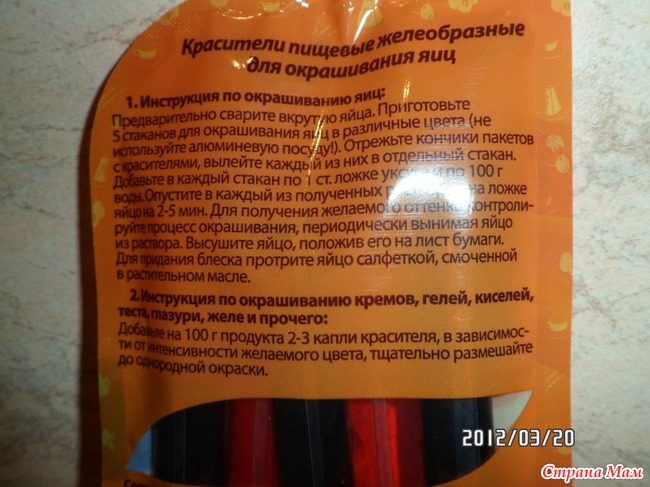 Красители пищевые желеобразные
для окрашивания яиц
1. Инструкция по окрашиванию яиц:
Предварительно сварите вкрутую яйца. Приготовьте
5 стаканов для окрашивания яиц в различные цвета (не
используйте алюминевую посуду!). Отрежьте кончики пакетов
с красителями, вылейте каждый из них в отдельный стакан.
Добавьте в каждый стакан по 1 ст. ложке уксуса и до 100 г
воды. Опустите в каждый из полученных на ложке
яйцо на 2-5 мин. Для получения желаемого оттенка контроли-
руйте процесс окрашивания, периодически вынимая яйцо
из раствора. Высушите яйцо, положив его на лист бумаги.
Для придания блеска протрите яйцо салфеткой, смоченной
в растительном масле.
2. Инструкция по окрашиванию кремов, гелей, киселей,
теста, глазури, желе и прочего:
Добавьте на 100 г продукта 2-3 капли красителя, в зависимос-
ти от интенсивности желаемого цвета, тщательно размешайте
до однородной окраски.
2012/03/20
Страна Мам